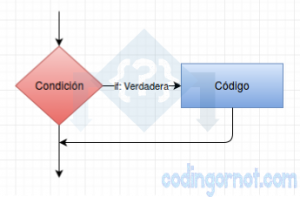 Condición
if: Verdadera
Código
{?}
codingornot.com